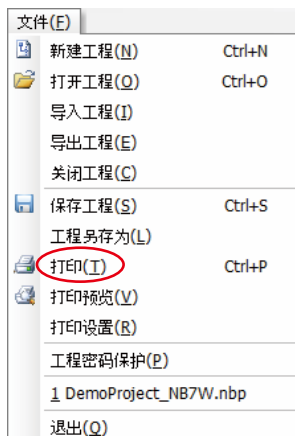 文件(F)
新建工程(N) Ctrl+N
打开工程(O) Ctrl+O
导入工程(I)
导出工程(E)
关闭工程(C)
保存工程(S) Ctrl+S
工程另存为(L)
打印(T) Ctrl+P
打印预览(V)
打印设置(R)
工程密码保护(P)
1 DemoProject_NB7W.nbp
退出(Q)